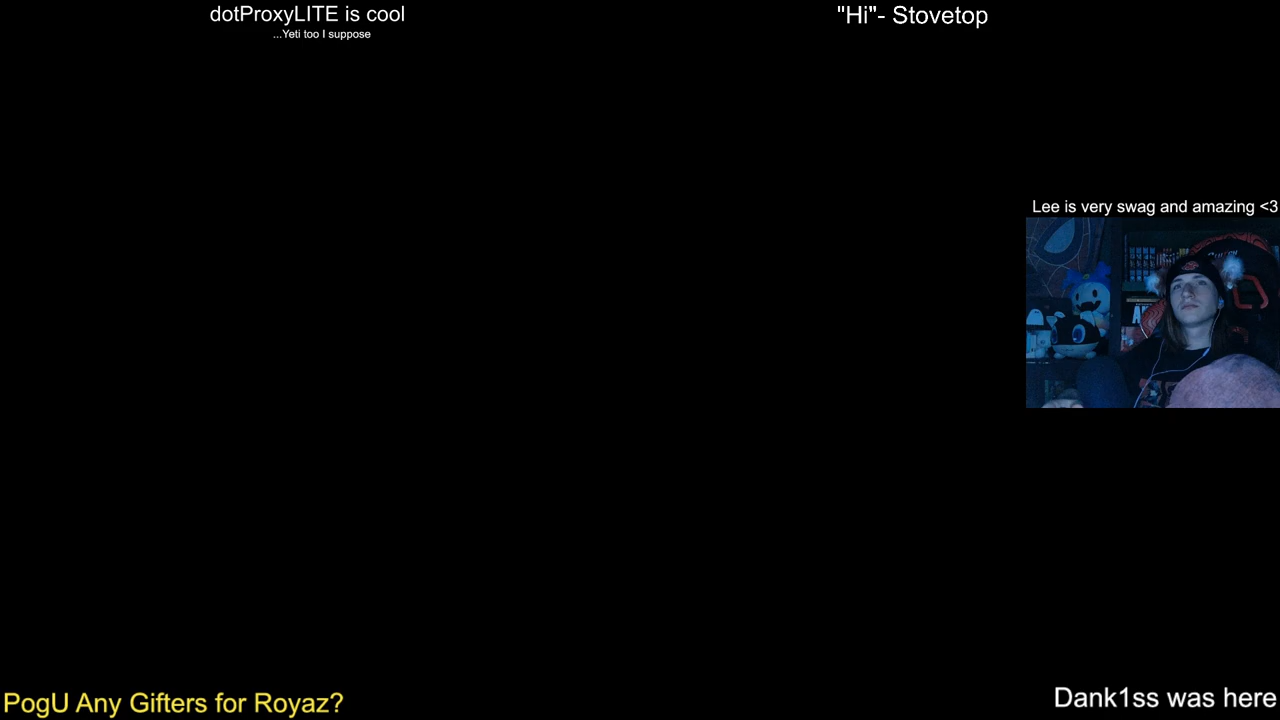 dotProxyLITE is cool
...Yeti too I suppose
"Hi"- Stovetop
Lee is very swag and amazing <3
PogU Any Gifters for Royaz?
Dank1ss was here